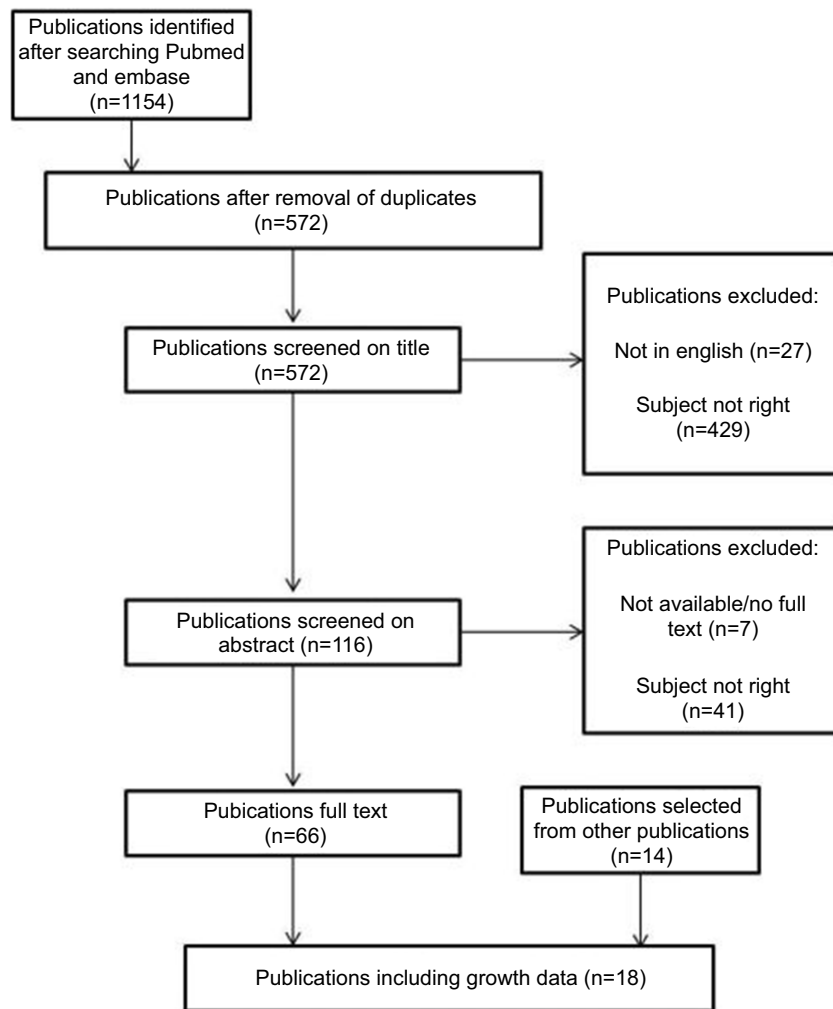 Publications identified
after searching Pubmed
and embase
(n=1154)
Publications after removal of duplicates
(n=572)
Publications screened on title
(n=572)
Publications excluded:
Not in english (n=27)
Subject not right
(n=429)
Publications screened on
abstract (n=116)
Publications excluded:
Not available/no full
text (n=7)
Subject not right
(n=41)
Pubications full text
(n=66)
Publications selected
from other publications
(n=14)
Publications including growth data (n=18)